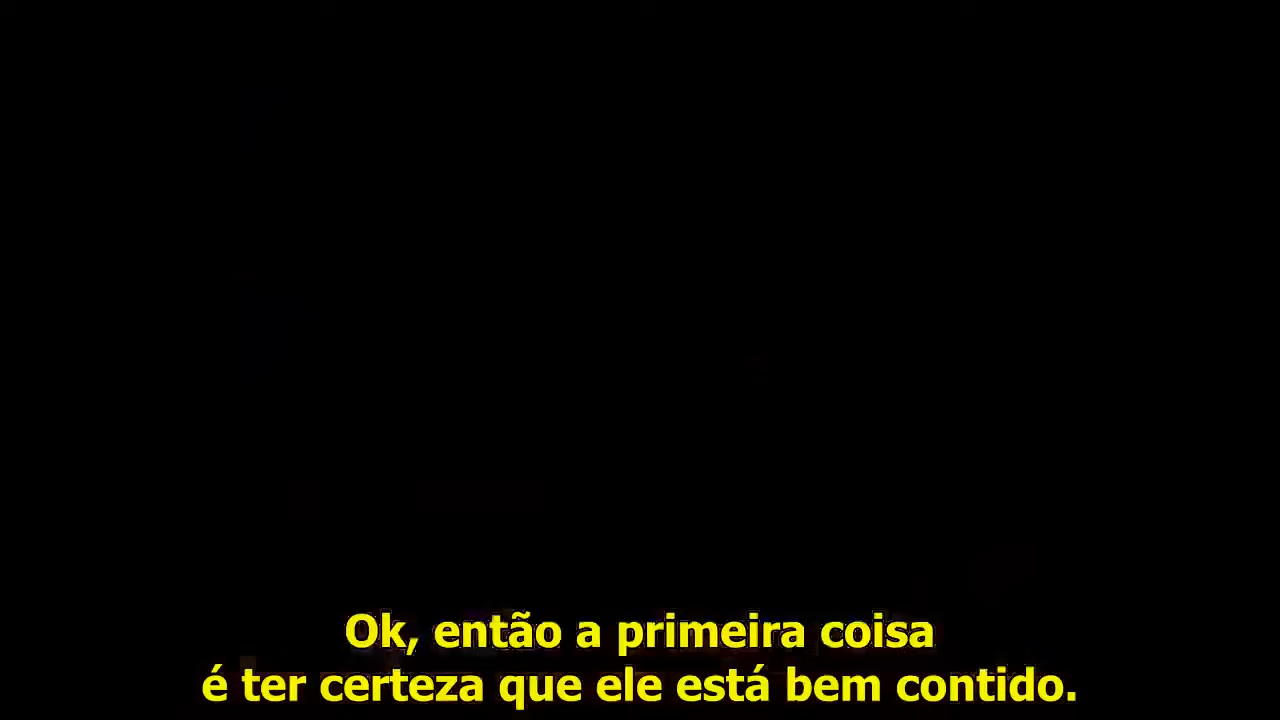 Ok, então a primeira coisa
é ter certeza que ele está bem contido.